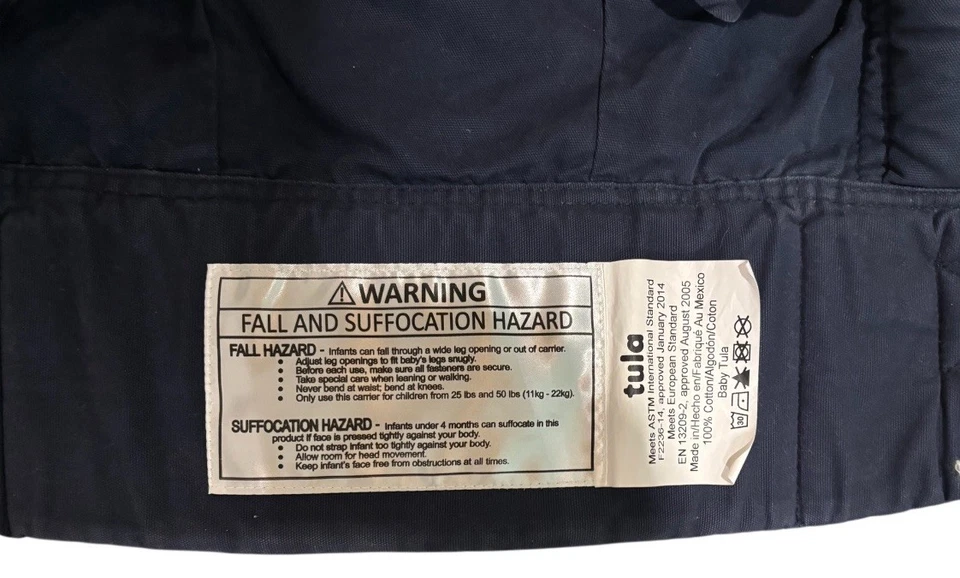 WARNING
FALL AND SUFFOCATION HAZARD
FALL HAZARD - Infants can fall through a wide leg opening or out of carrier.
• Adjust leg openings to fit baby's legs snugly.
• Before each use, make sure all fasteners are secure.
• Take special care when leaning or walking.
• Never bend at waist; bend at knees.
• Only use this carrier for children from 25 lbs and 50 lbs (11kg - 22kg).
SUFFOCATION HAZARD - Infants under 4 months can suffocate in this
product if face is pressed tightly against your body.
• Do not strap infant too tightly against your body.
• Allow room for head movement.
• Keep infant's face free from obstructions at all times.
tula
Meets ASTM International Standard
F2236-14, approved January 2014
Meets European Standard
EN 13209-2, approved August 2005
Made in/Hecho en/Fabriqué Au Mexico
100% Cotton/Algodón/Coton
Baby Tula
30